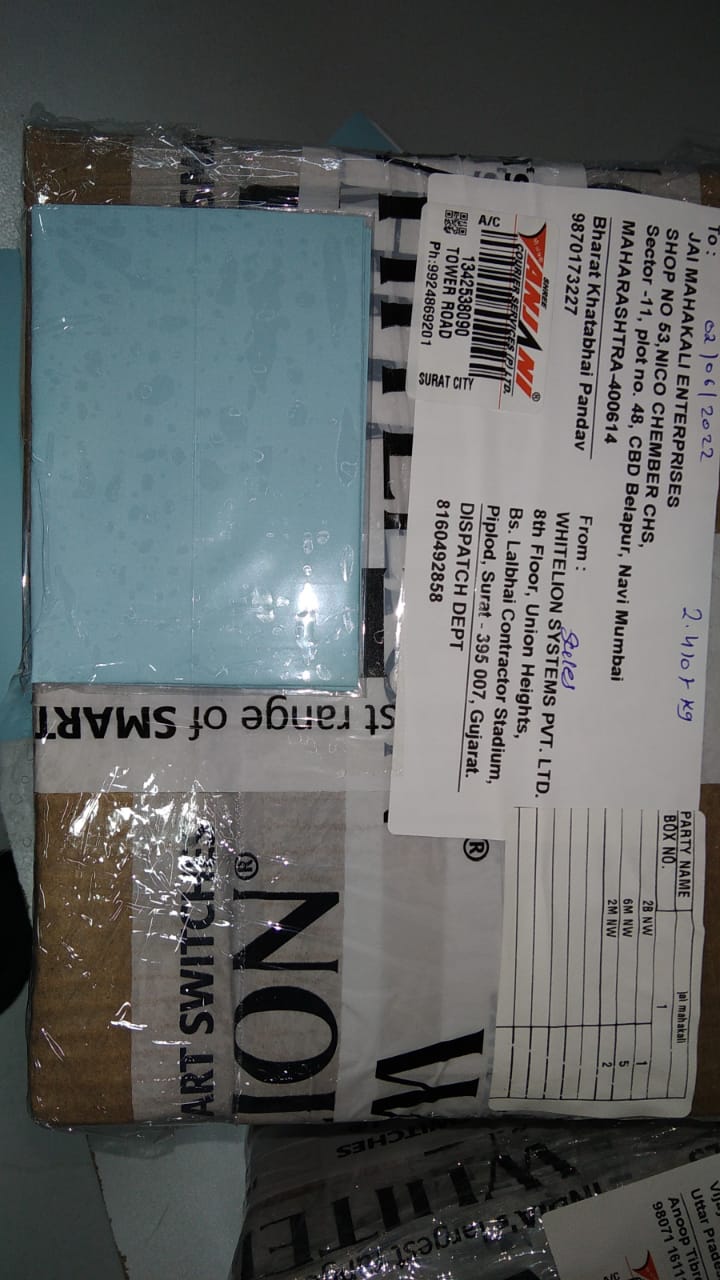 To :
02/06/2022
2.410 kg
JAI MAHAKALI ENTERPRISES
SHOP NO 53,NICO CHEMBER CHS,
Sector -11, plot no. 48, CBD Belapur, Navi Mumbai
MAHARASHTRA-400614
Bharat Khatabhai Pandav
9870173227
SHREE
ANJANI®
COURIER SERVICES (P) LTD.
A/C
1342538090
TOWER ROAD
Ph:9924869201
SURAT CITY
From :
WHITELION SYSTEMS PVT. LTD.
8th Floor, Union Heights,
Bs. Lalbhai Contractor Stadium,
Piplod, Surat - 395 007, Gujarat.
DISPATCH DEPT
8160492858
PARTY NAME jai mahakali
BOX NO. 1
2B NW 1
6M NW 5
2M NW 2
st range of SMART
®
W
ION®
ART SWITCHES
SWITCHES
WHITE
INDIA's largest rang
Uttar Prade
Anoop Tibr
98071 1611